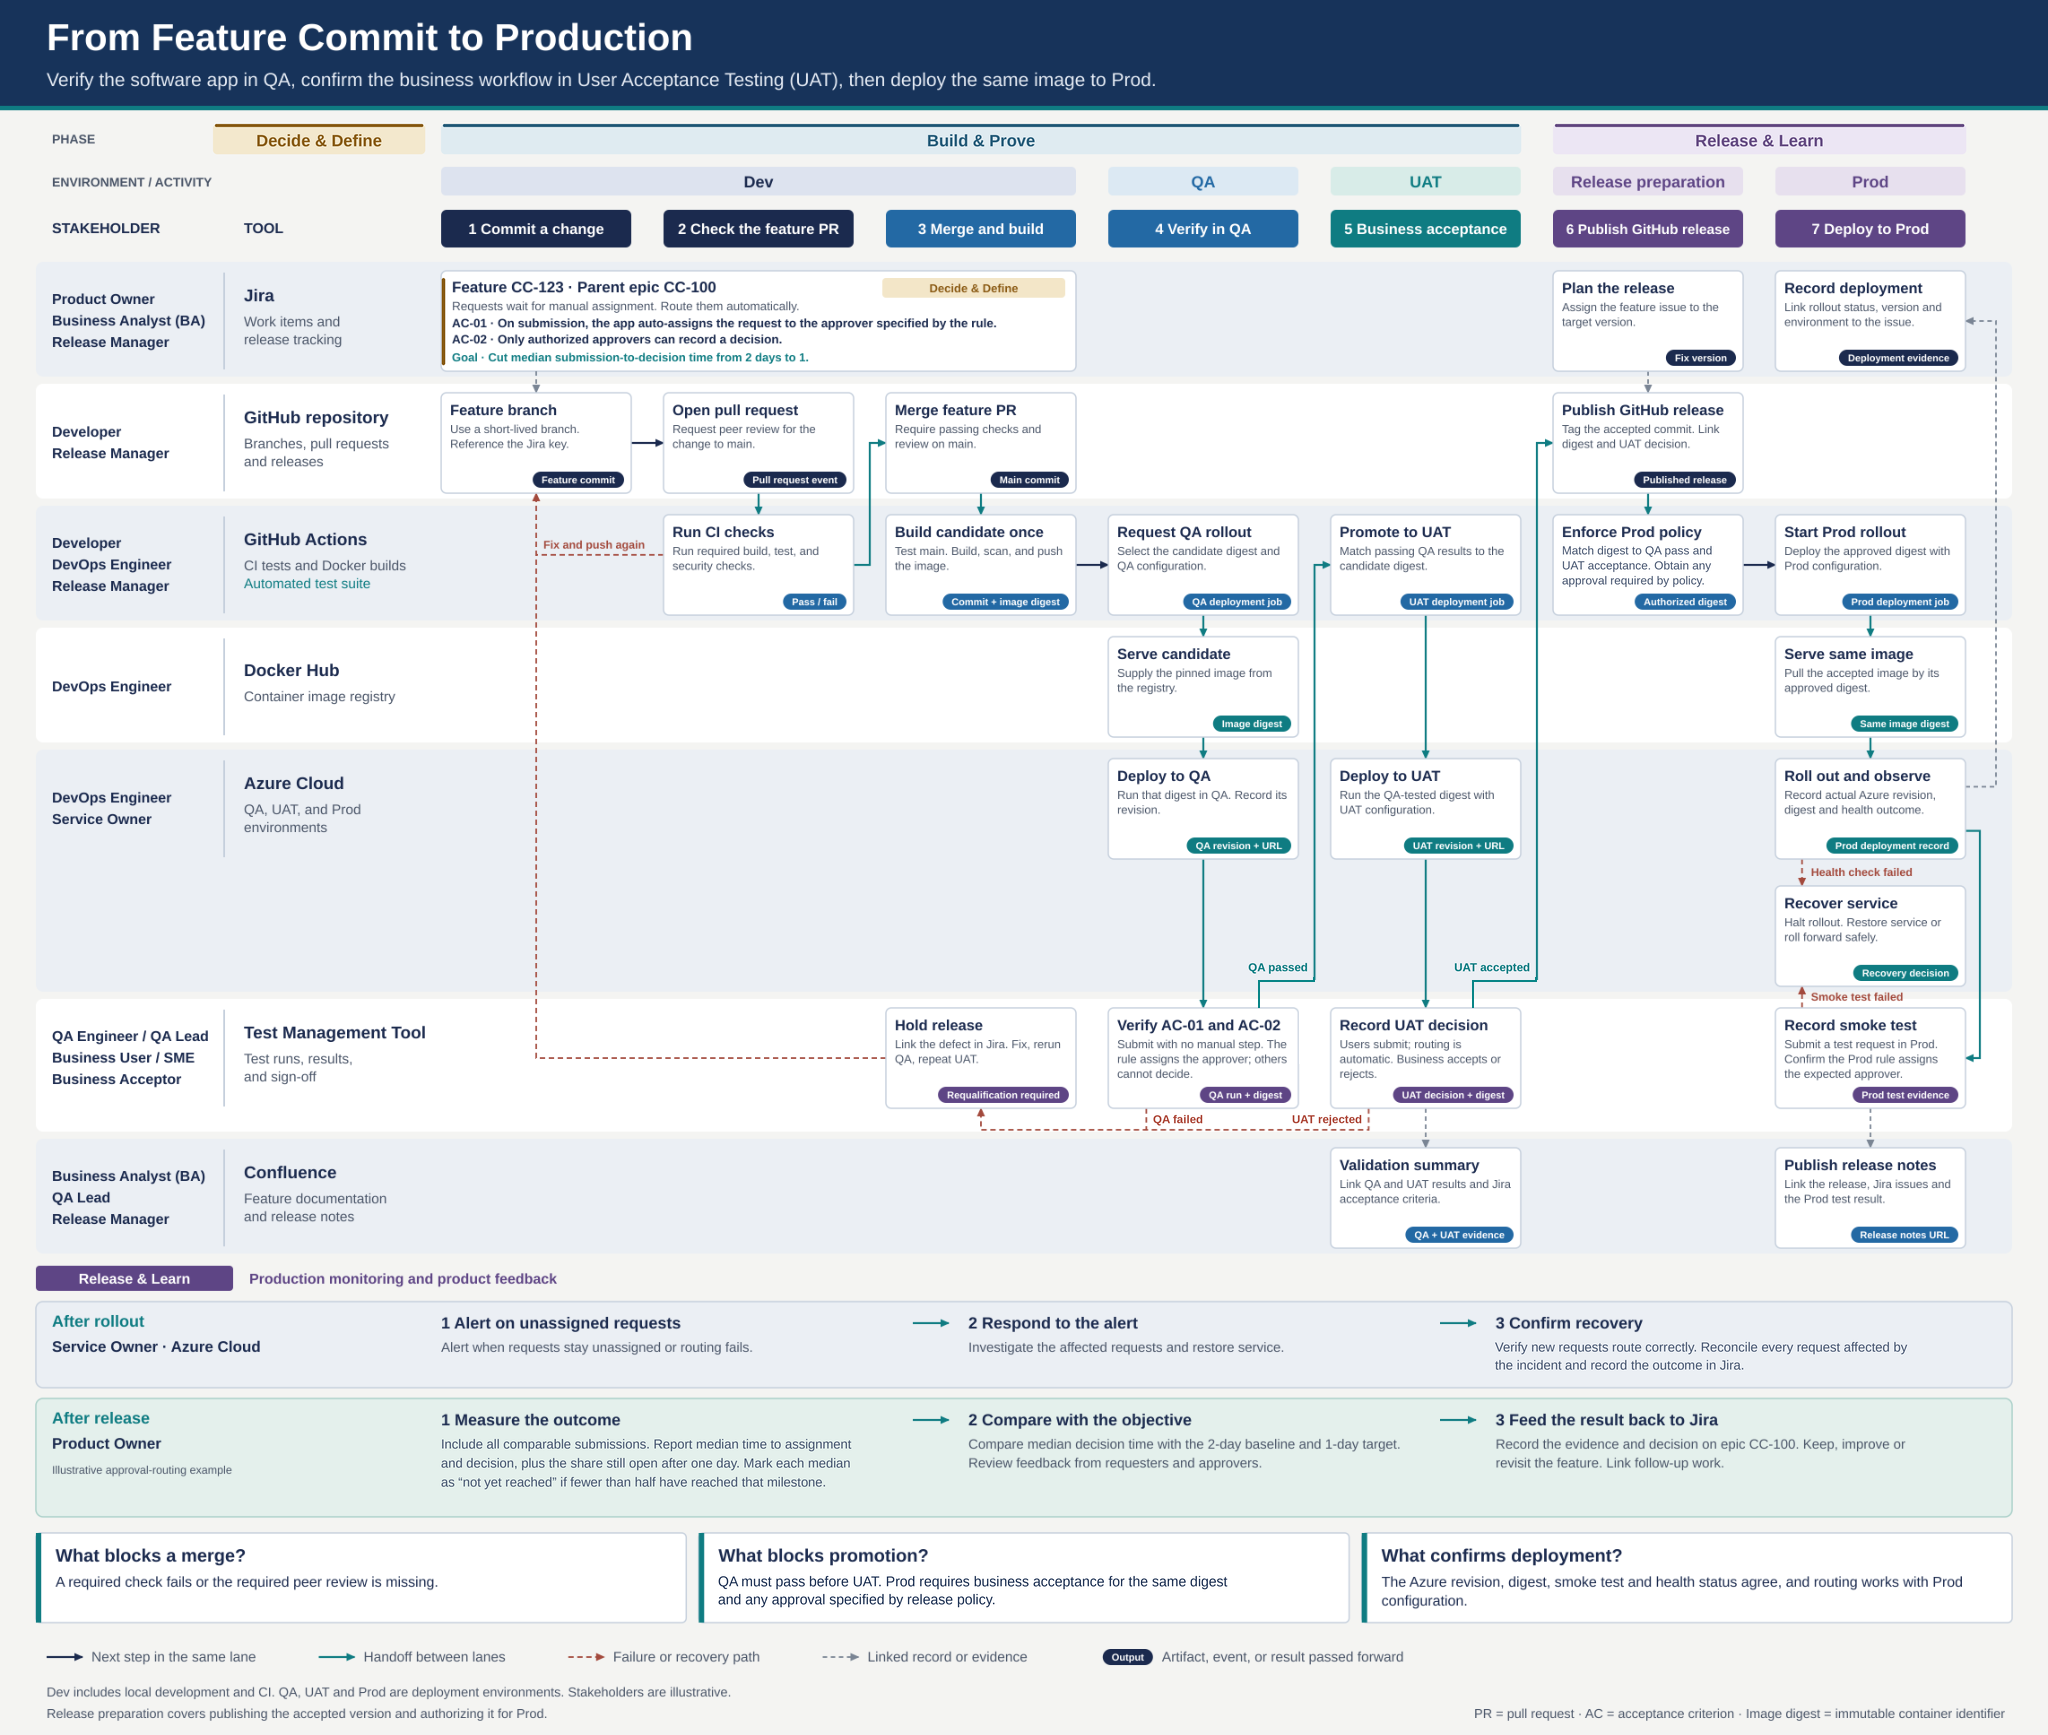 From Feature Commit to Production
Verify the software app in QA, confirm the business workflow in User Acceptance Testing (UAT), then deploy the same image to Prod.
PHASE
Decide & Define
Build & Prove
Release & Learn
ENVIRONMENT / ACTIVITY
Dev
QA
UAT
Release preparation
Prod
STAKEHOLDER
TOOL
1 Commit a change
2 Check the feature PR
3 Merge and build
4 Verify in QA
5 Business acceptance
6 Publish GitHub release
7 Deploy to Prod
Product Owner
Business Analyst (BA)
Release Manager
Jira
Work items and
release tracking
Feature CC-123 · Parent epic CC-100
Decide & Define
Requests wait for manual assignment. Route them automatically.
AC-01 · On submission, the app auto-assigns the request to the approver specified by the rule.
AC-02 · Only authorized approvers can record a decision.
Goal · Cut median submission-to-decision time from 2 days to 1.
Plan the release
Assign the feature issue to the
target version.
Fix version
Record deployment
Link rollout status, version and
environment to the issue.
Deployment evidence
Developer
Release Manager
GitHub repository
Branches, pull requests
and releases
Feature branch
Use a short-lived branch.
Reference the Jira key.
Feature commit
Open pull request
Request peer review for the
change to main.
Pull request event
Merge feature PR
Require passing checks and
review on main.
Main commit
Publish GitHub release
Tag the accepted commit. Link
digest and UAT decision.
Published release
Developer
DevOps Engineer
Release Manager
GitHub Actions
CI tests and Docker builds
Automated test suite
Fix and push again
Run CI checks
Run required build, test, and
security checks.
Pass / fail
Build candidate once
Test main. Build, scan, and push
the image.
Commit + image digest
Request QA rollout
Select the candidate digest and
QA configuration.
QA deployment job
Promote to UAT
Match passing QA results to the
candidate digest.
UAT deployment job
Enforce Prod policy
Match digest to QA pass and
UAT acceptance. Obtain any
approval required by policy.
Authorized digest
Start Prod rollout
Deploy the approved digest with
Prod configuration.
Prod deployment job
DevOps Engineer
Docker Hub
Container image registry
Serve candidate
Supply the pinned image from
the registry.
Image digest
Serve same image
Pull the accepted image by its
approved digest.
Same image digest
DevOps Engineer
Service Owner
Azure Cloud
QA, UAT, and Prod
environments
Deploy to QA
Run that digest in QA. Record its
revision.
QA revision + URL
Deploy to UAT
Run the QA-tested digest with
UAT configuration.
UAT revision + URL
Roll out and observe
Record actual Azure revision,
digest and health outcome.
Prod deployment record
Health check failed
Recover service
Halt rollout. Restore service or
roll forward safely.
Recovery decision
QA passed
UAT accepted
Smoke test failed
QA Engineer / QA Lead
Business User / SME
Business Acceptor
Test Management Tool
Test runs, results,
and sign-off
Hold release
Link the defect in Jira. Fix, rerun
QA, repeat UAT.
Requalification required
Verify AC-01 and AC-02
Submit with no manual step. The
rule assigns the approver; others
cannot decide.
QA run + digest
Record UAT decision
Users submit; routing is
automatic. Business accepts or
rejects.
UAT decision + digest
Record smoke test
Submit a test request in Prod.
Confirm the Prod rule assigns
the expected approver.
Prod test evidence
QA failed
UAT rejected
Business Analyst (BA)
QA Lead
Release Manager
Confluence
Feature documentation
and release notes
Validation summary
Link QA and UAT results and Jira
acceptance criteria.
QA + UAT evidence
Publish release notes
Link the release, Jira issues and
the Prod test result.
Release notes URL
Release & Learn
Production monitoring and product feedback
After rollout
Service Owner · Azure Cloud
1 Alert on unassigned requests
Alert when requests stay unassigned or routing fails.
2 Respond to the alert
Investigate the affected requests and restore service.
3 Confirm recovery
Verify new requests route correctly. Reconcile every request affected by
the incident and record the outcome in Jira.
After release
Product Owner
Illustrative approval-routing example
1 Measure the outcome
Include all comparable submissions. Report median time to assignment
and decision, plus the share still open after one day. Mark each median
as “not yet reached” if fewer than half have reached that milestone.
2 Compare with the objective
Compare median decision time with the 2-day baseline and 1-day target.
Review feedback from requesters and approvers.
3 Feed the result back to Jira
Record the evidence and decision on epic CC-100. Keep, improve or
revisit the feature. Link follow-up work.
What blocks a merge?
A required check fails or the required peer review is missing.
What blocks promotion?
QA must pass before UAT. Prod requires business acceptance for the same digest
and any approval specified by release policy.
What confirms deployment?
The Azure revision, digest, smoke test and health status agree, and routing works with Prod
configuration.
Next step in the same lane
Handoff between lanes
Failure or recovery path
Linked record or evidence
Output
Artifact, event, or result passed forward
Dev includes local development and CI. QA, UAT and Prod are deployment environments. Stakeholders are illustrative.
Release preparation covers publishing the accepted version and authorizing it for Prod.
PR = pull request · AC = acceptance criterion · Image digest = immutable container identifier